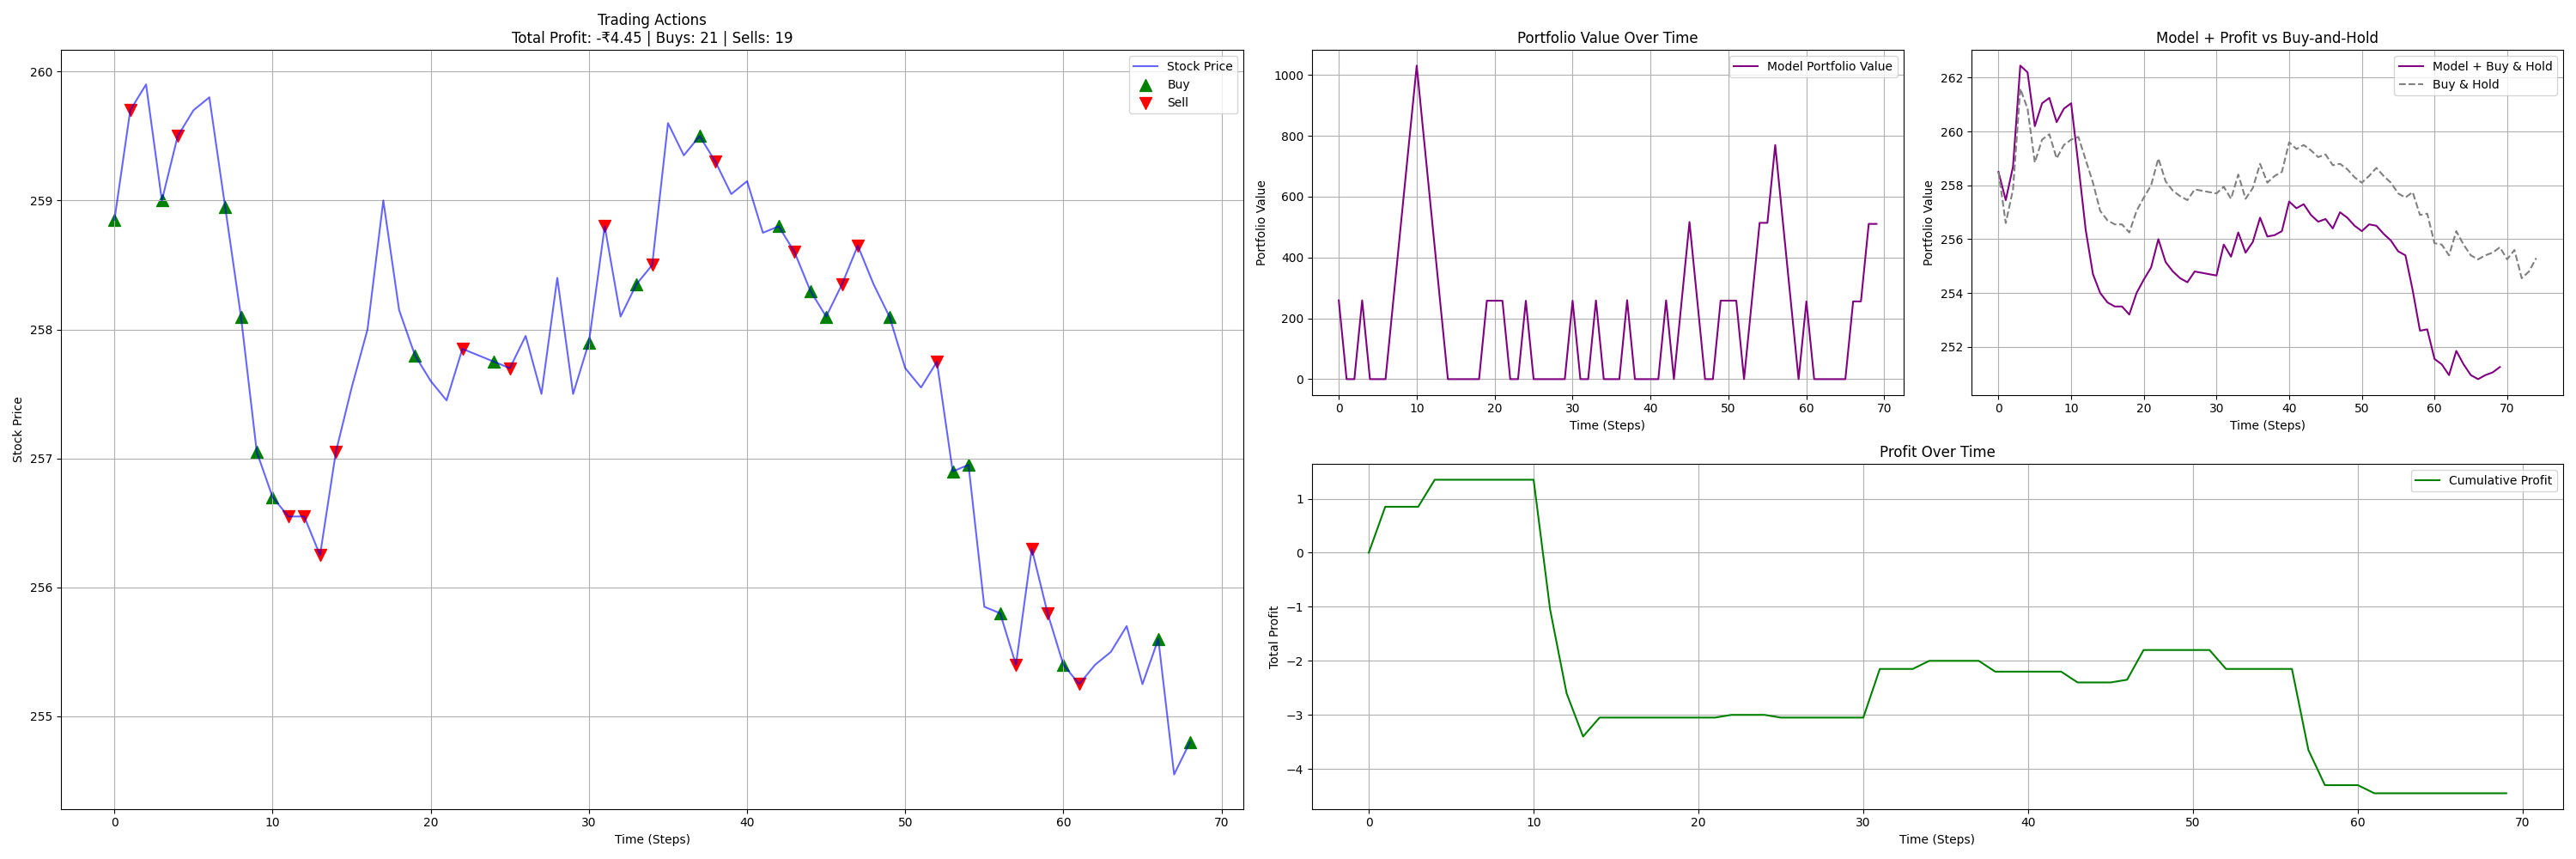 Trading Actions
Total Profit: -₹4.45 | Buys: 21 | Sells: 19
Stock Price
Buy
Sell
260
259
258
257
256
255
Stock Price
0 10 20 30 40 50 60 70
Time (Steps)
Portfolio Value Over Time
Model Portfolio Value
1000
800
600
400
200
0
Portfolio Value
0 10 20 30 40 50 60 70
Time (Steps)
Model + Profit vs Buy-and-Hold
Model + Buy & Hold
Buy & Hold
262
260
258
256
254
252
Portfolio Value
0 10 20 30 40 50 60 70
Time (Steps)
Profit Over Time
Cumulative Profit
1
0
−1
−2
−3
−4
Total Profit
0 10 20 30 40 50 60 70
Time (Steps)